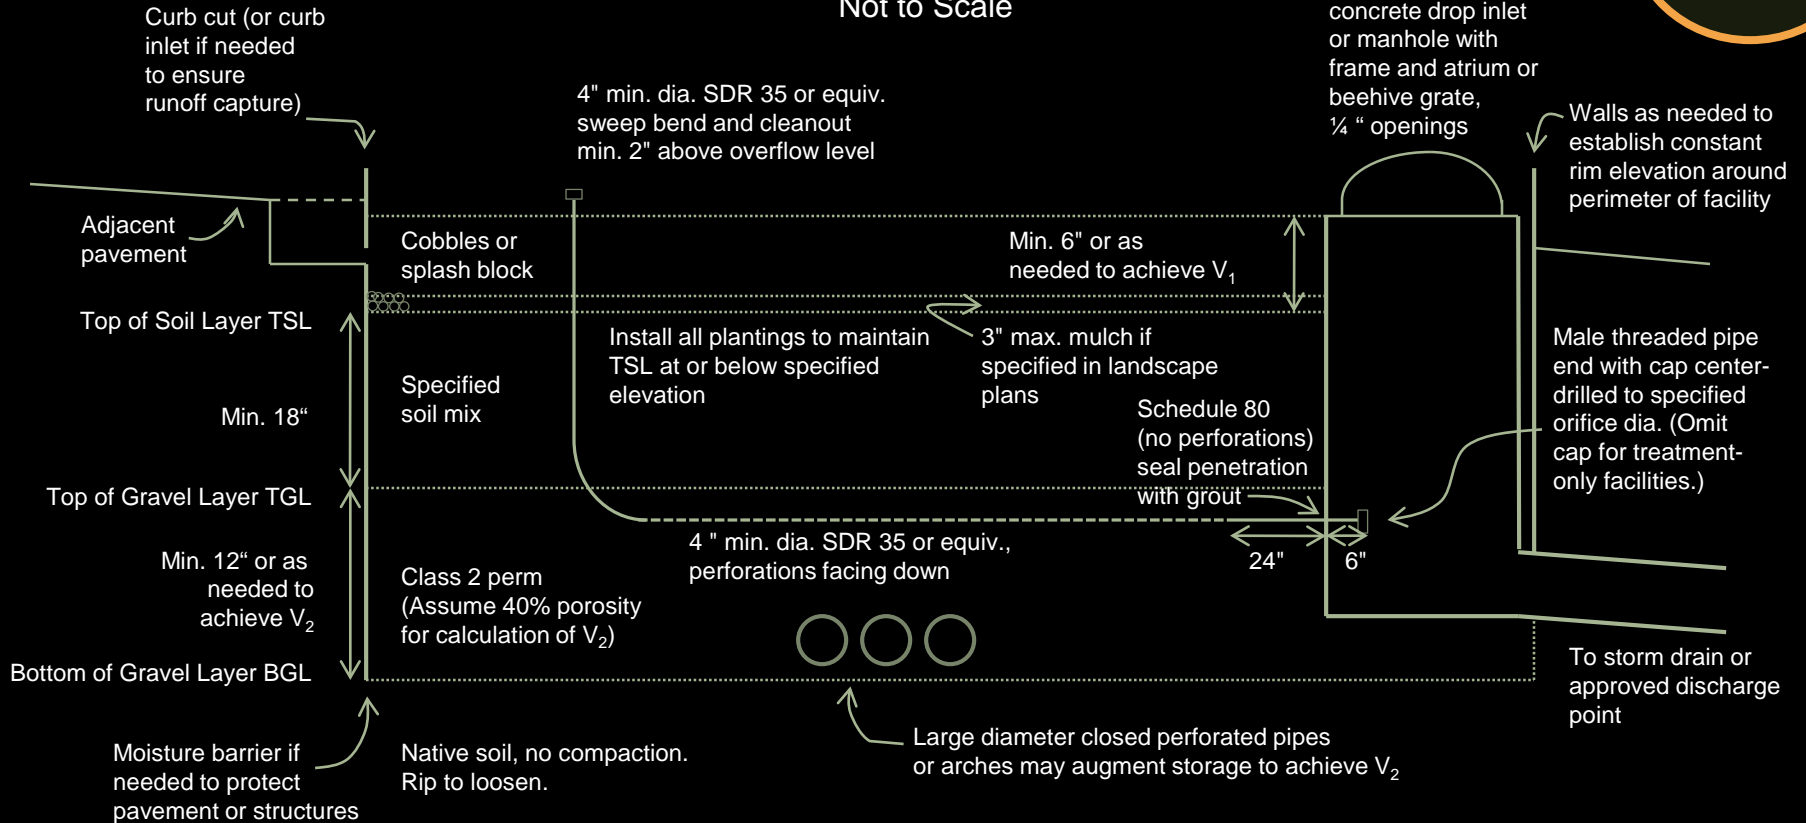 Not to Scale
Curb cut (or curb
inlet if needed
to ensure
runoff capture)
4" min. dia. SDR 35 or equiv.
sweep bend and cleanout
min. 2" above overflow level
concrete drop inlet
or manhole with
frame and atrium or
beehive grate,
¼ “ openings
Walls as needed to
establish constant
rim elevation around
perimeter of facility
Adjacent
pavement
Cobbles or
splash block
Min. 6" or as
needed to achieve V1
Top of Soil Layer TSL
Install all plantings to maintain
TSL at or below specified
elevation
3" max. mulch if
specified in landscape
plans
Male threaded pipe
end with cap center-
drilled to specified
orifice dia. (Omit
cap for treatment-
only facilities.)
Min. 18“
Specified
soil mix
Schedule 80
(no perforations)
seal penetration
with grout
Top of Gravel Layer TGL
4 " min. dia. SDR 35 or equiv.,
perforations facing down
24"
6"
Min. 12“ or as
needed to
achieve V2
Class 2 perm
(Assume 40% porosity
for calculation of V2)
Bottom of Gravel Layer BGL
To storm drain or
approved discharge
point
Moisture barrier if
needed to protect
pavement or structures
Native soil, no compaction.
Rip to loosen.
Large diameter closed perforated pipes
or arches may augment storage to achieve V2